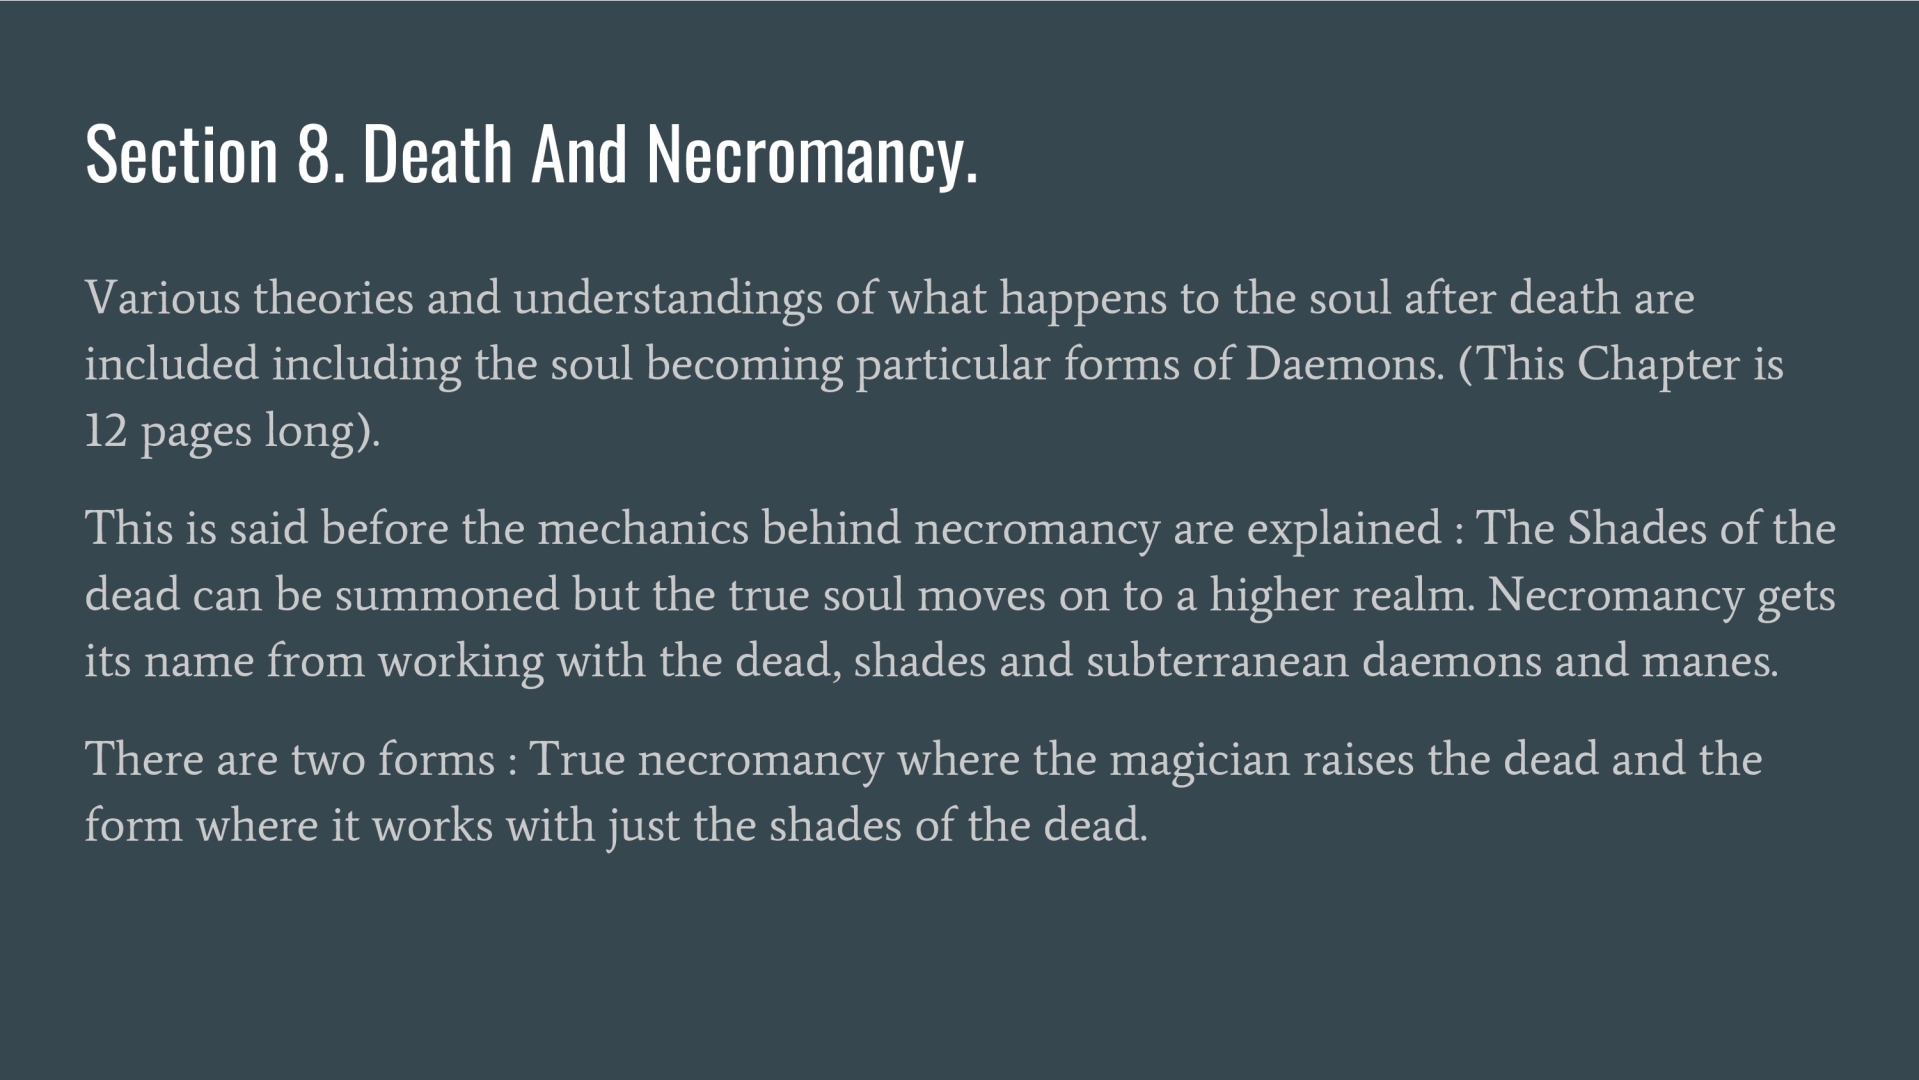 Section 8. Death And Necromancy.
Various theories and understandings of what happens to the soul after death are
included including the soul becoming particular forms of Daemons. (This Chapter is
12 pages long).
This is said before the mechanics behind necromancy are explained : The Shades of the
dead can be summoned but the true soul moves on to a higher realm. Necromancy gets
its name from working with the dead, shades and subterranean daemons and manes.
There are two forms : True necromancy where the magician raises the dead and the
form where it works with just the shades of the dead.